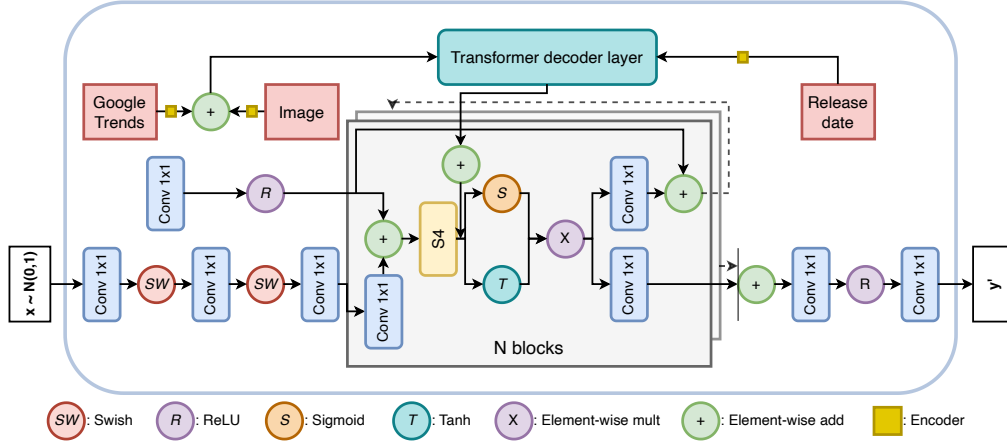 Transformer decoder layer
Google
Trends
+
Image
Release
date
Conv 1x1
R
+
+
S4
S
T
X
Conv 1x1
+
x ~ N(0,1)
Conv 1x1
SW
Conv 1x1
SW
Conv 1x1
Conv 1x1
Conv 1x1
+
Conv 1x1
R
Conv 1x1
y'
N blocks
SW : Swish
R : ReLU
S : Sigmoid
T : Tanh
X : Element-wise mult
+ : Element-wise add
: Encoder